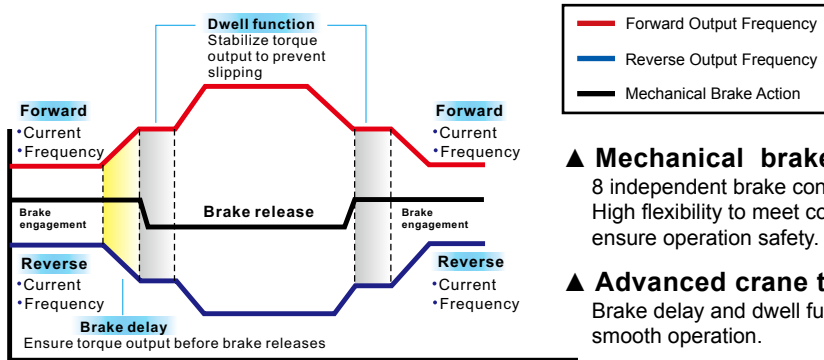 Dwell function
Stabilize torque
output to prevent
slipping
Forward
•Current
•Frequency
Forward
•Current
•Frequency
Brake
engagement
Brake release
Brake
engagement
Reverse
•Current
•Frequency
Reverse
•Current
•Frequency
Brake delay
Ensure torque output before brake releases
Forward Output Frequency
Reverse Output Frequency
Mechanical Brake Action
▲ Mechanical brake
8 independent brake con
High flexibility to meet co
ensure operation safety.
▲ Advanced crane t
Brake delay and dwell fu
smooth operation.